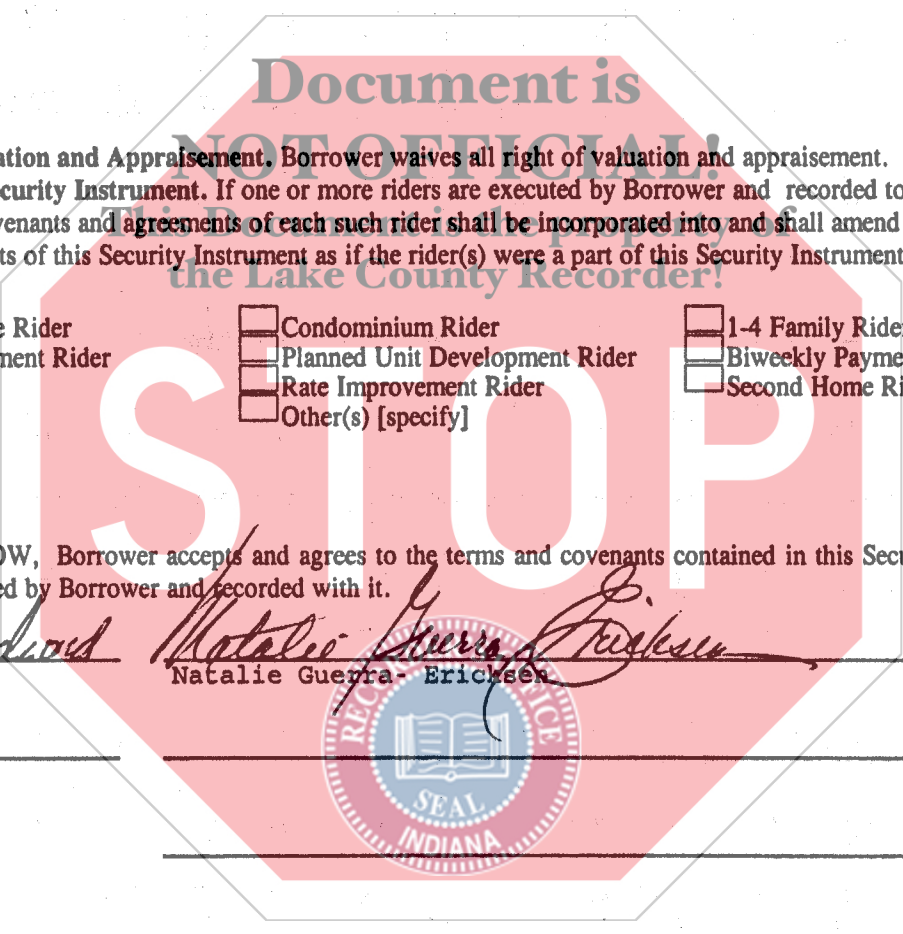 Document is
NOT OFFICIAL!
ation and Appraisement. Borrower waives all right of valuation and appraisement.
curity Instrument. If one or more riders are executed by Borrower and recorded to
venants and agreements of each such rider shall be incorporated into and shall amend
This Document is the property of
ts of this Security Instrument as if the rider(s) were a part of this Security Instrument
the Lake County Recorder!
e Rider Condominium Rider 1-4 Family Ride
ment Rider Planned Unit Development Rider Biweekly Payme
Rate Improvement Rider Second Home Ri
Other(s) [specify]
STOP
OW, Borrower accepts and agrees to the terms and covenants contained in this Secu
ed by Borrower and recorded with it.
Natalie Guerra Ericksen
Natalie Guerra- Ericksen
RECORDER'S OFFICE
SEAL
INDIANA